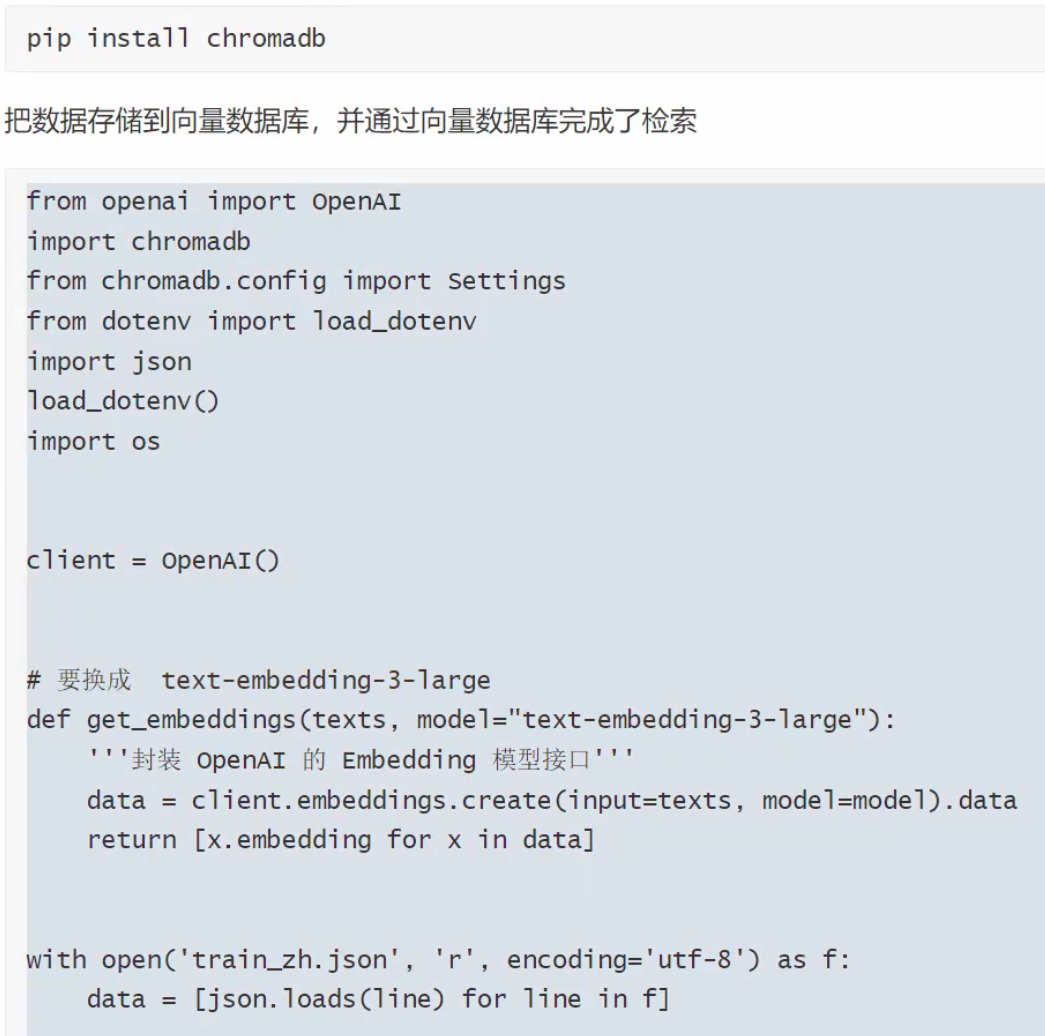 pip install chromadb
把数据存储到向量数据库，并通过向量数据库完成了检索
from openai import OpenAI
import chromadb
from chromadb.config import Settings
from dotenv import load_dotenv
import json
load_dotenv()
import os
client = OpenAI()
# 要换成  text-embedding-3-large
def get_embeddings(texts, model="text-embedding-3-large"):
    '''封装 OpenAI 的 Embedding 模型接口'''
    data = client.embeddings.create(input=texts, model=model).data
    return [x.embedding for x in data]
with open('train_zh.json', 'r', encoding='utf-8') as f:
    data = [json.loads(line) for line in f]